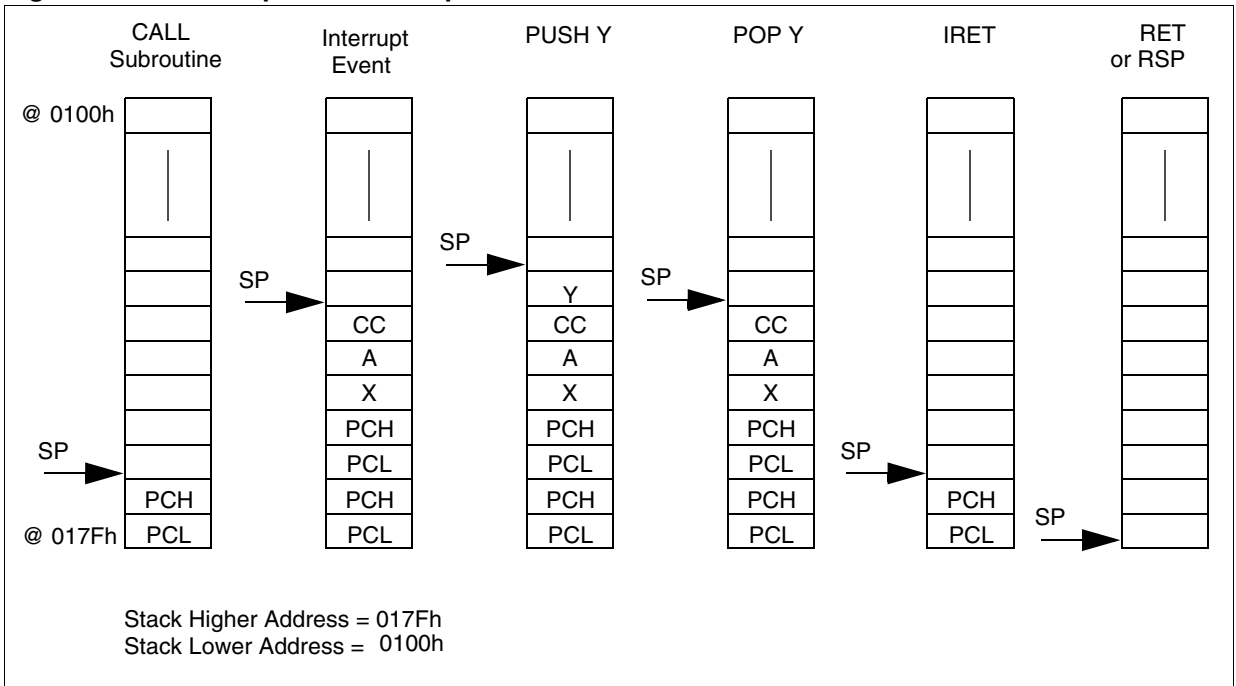 CALL Subroutine
Interrupt Event
PUSH Y
POP Y
IRET
RET or RSP
@ 0100h
SP
SP
SP
Y
CC
CC
CC
A
A
A
X
X
X
PCH
PCH
PCH
SP
SP
PCL
PCL
PCL
PCH
PCH
PCH
PCH
PCH
SP
@ 017Fh
PCL
PCL
PCL
PCL
PCL
Stack Higher Address = 017Fh
Stack Lower Address = 0100h